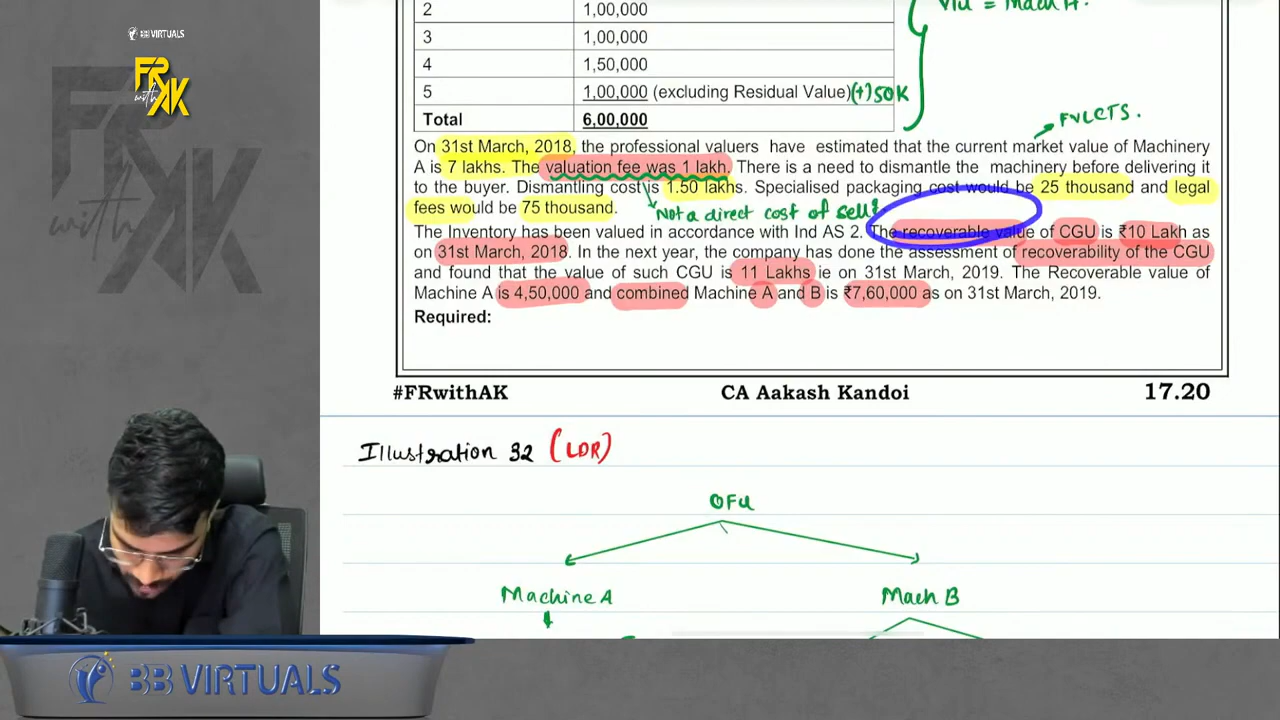 BB VIRTUALS
FR
with
AK
FR
with
AK
2 1,00,000
3 1,00,000
4 1,50,000
5 1,00,000 (excluding Residual Value) (+) 50K
Total 6,00,000
VIU = Mach A.
FVLCTS.
On 31st March, 2018, the professional valuers have estimated that the current market value of Machinery
A is 7 lakhs. The valuation fee was 1 lakh. There is a need to dismantle the machinery before delivering it
to the buyer. Dismantling cost is 1.50 lakhs. Specialised packaging cost would be 25 thousand and legal
fees would be 75 thousand.
Not a direct cost of sell?
The Inventory has been valued in accordance with Ind AS 2. The recoverable value of CGU is ₹10 Lakh as
on 31st March, 2018. In the next year, the company has done the assessment of recoverability of the CGU
and found that the value of such CGU is 11 Lakhs ie on 31st March, 2019. The Recoverable value of
Machine A is 4,50,000 and combined Machine A and B is ₹7,60,000 as on 31st March, 2019.
Required:
#FRwithAK CA Aakash Kandoi 17.20
Illustration 32 (LDR)
CFU
Machine A Mach B
BB VIRTUALS